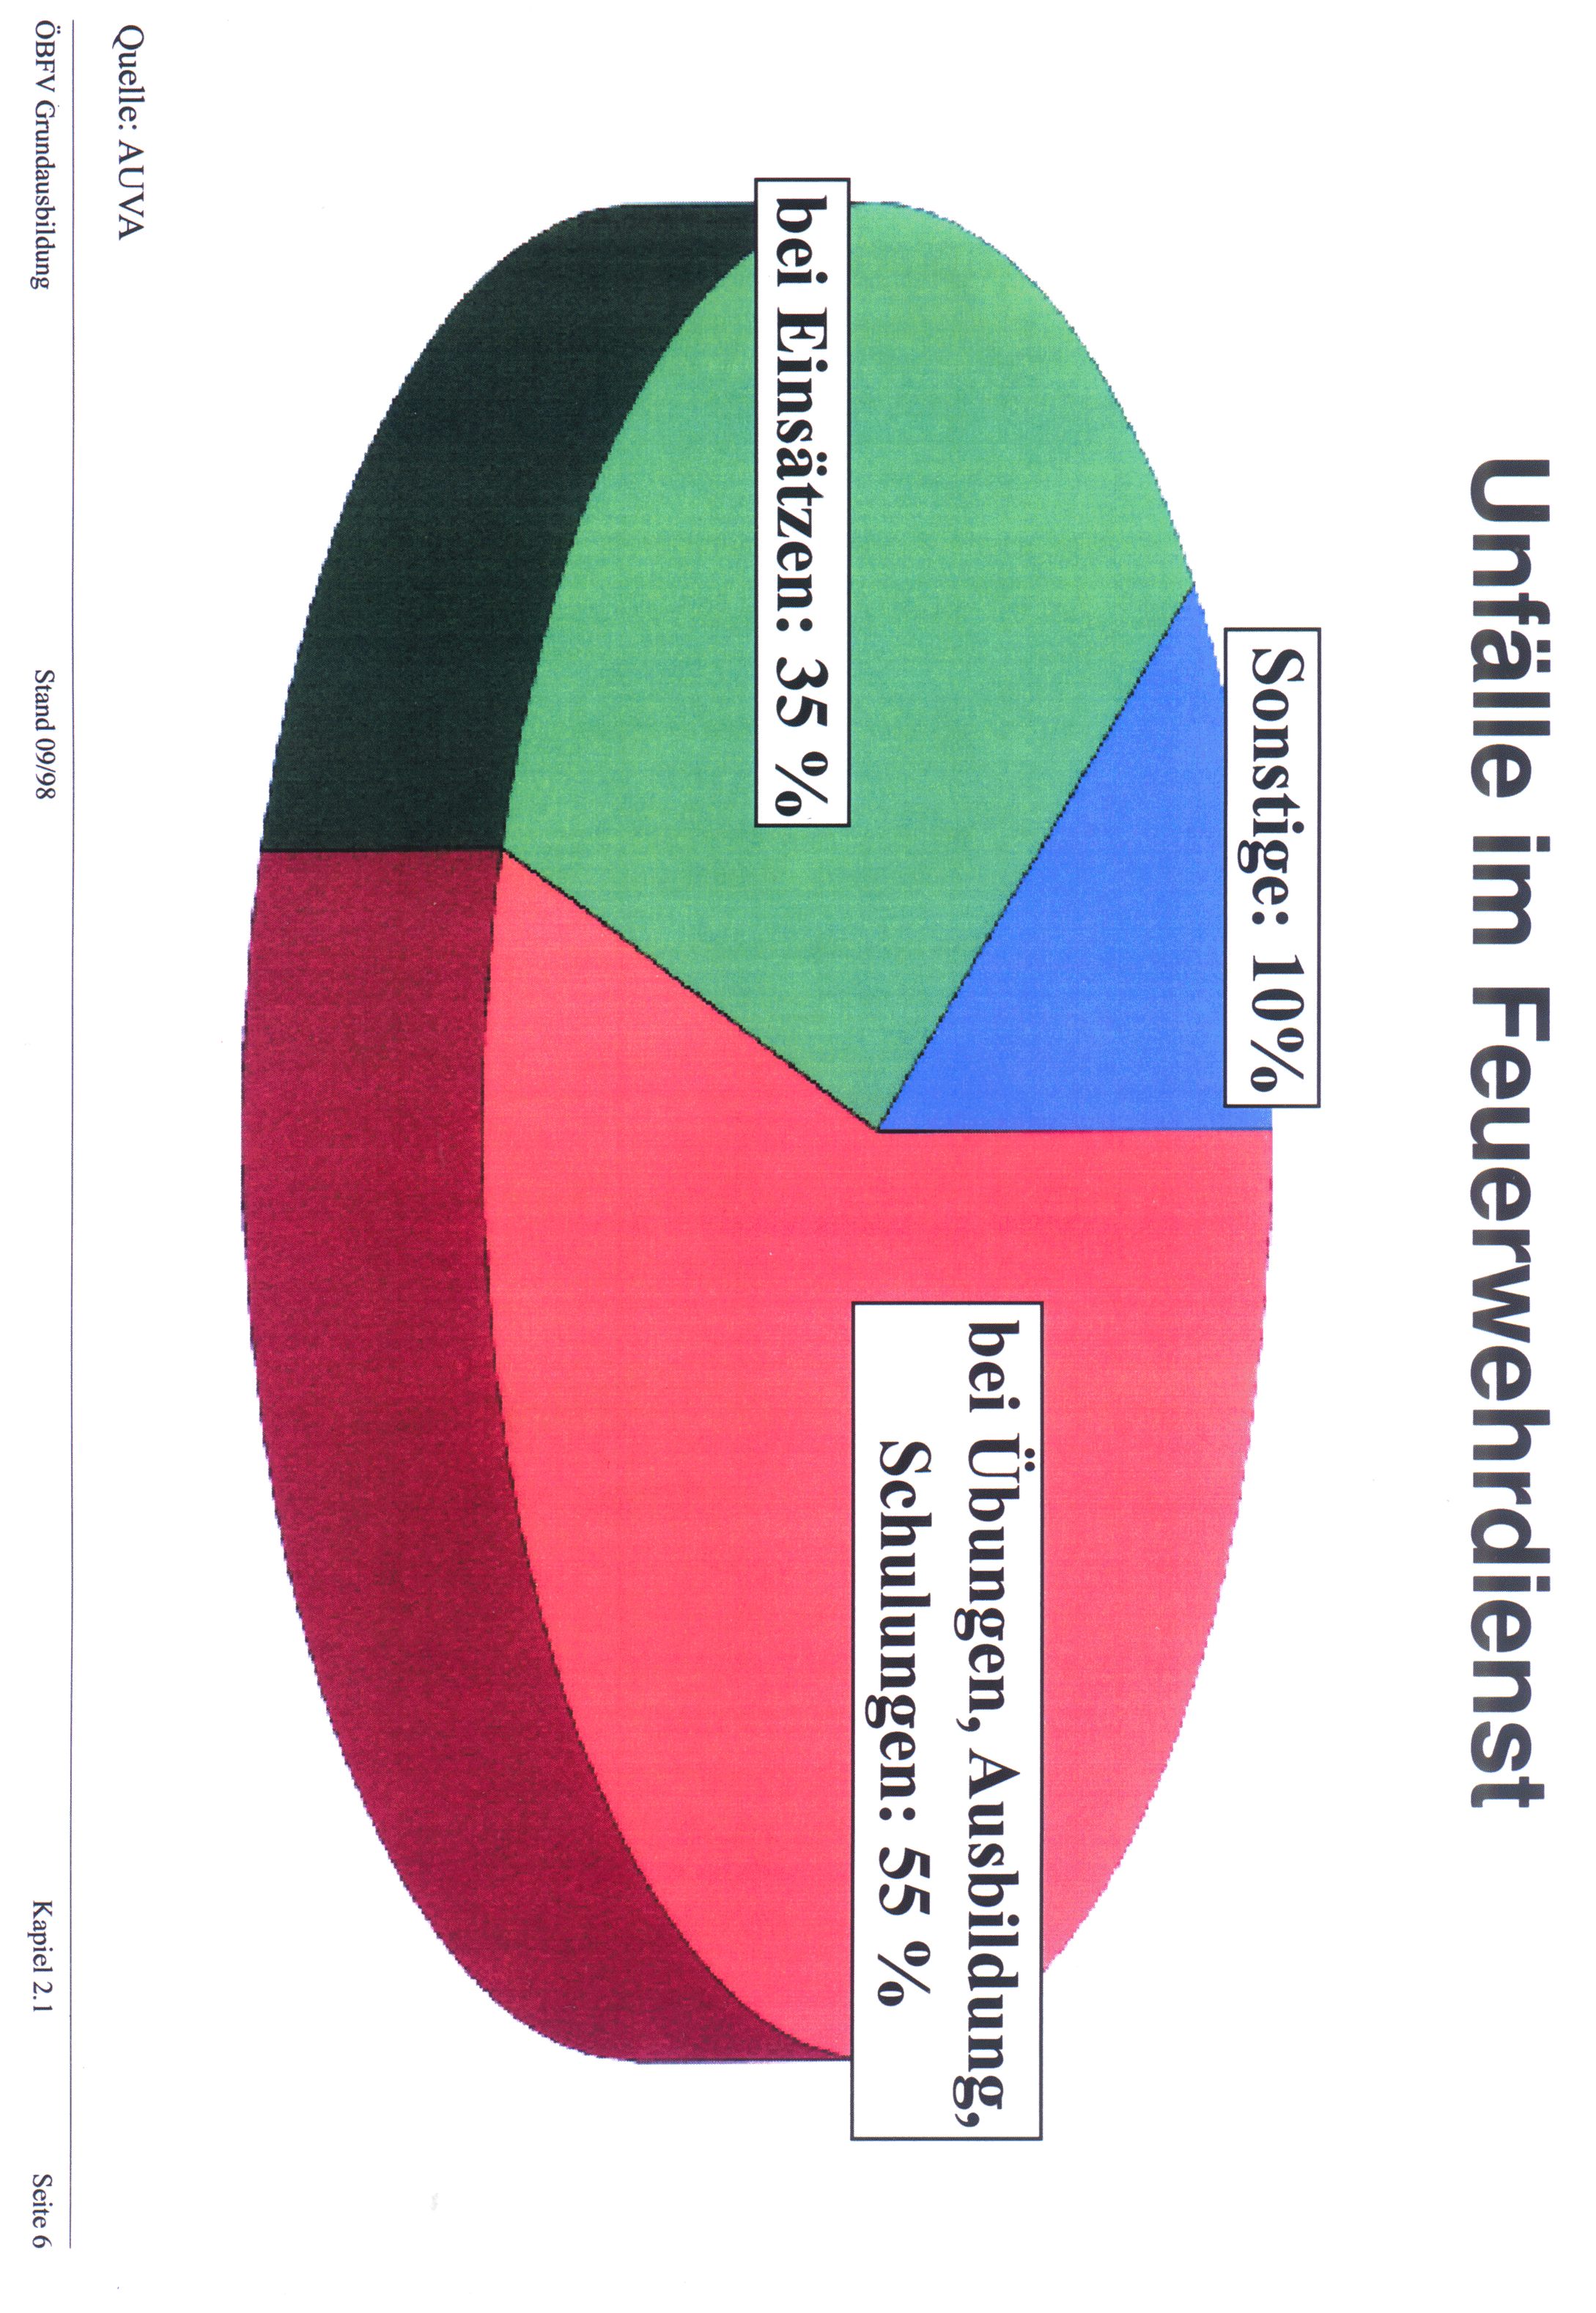 Unfälle im Feuerwehrdienst
Sonstige: 10%
bei Übungen, Ausbildung,
Schulungen: 55 %
bei Einsätzen: 35 %
Quelle: AUVA
ÖBFV Grundausbildung
Stand 09/98
Kapiel 2.1
Seite 6